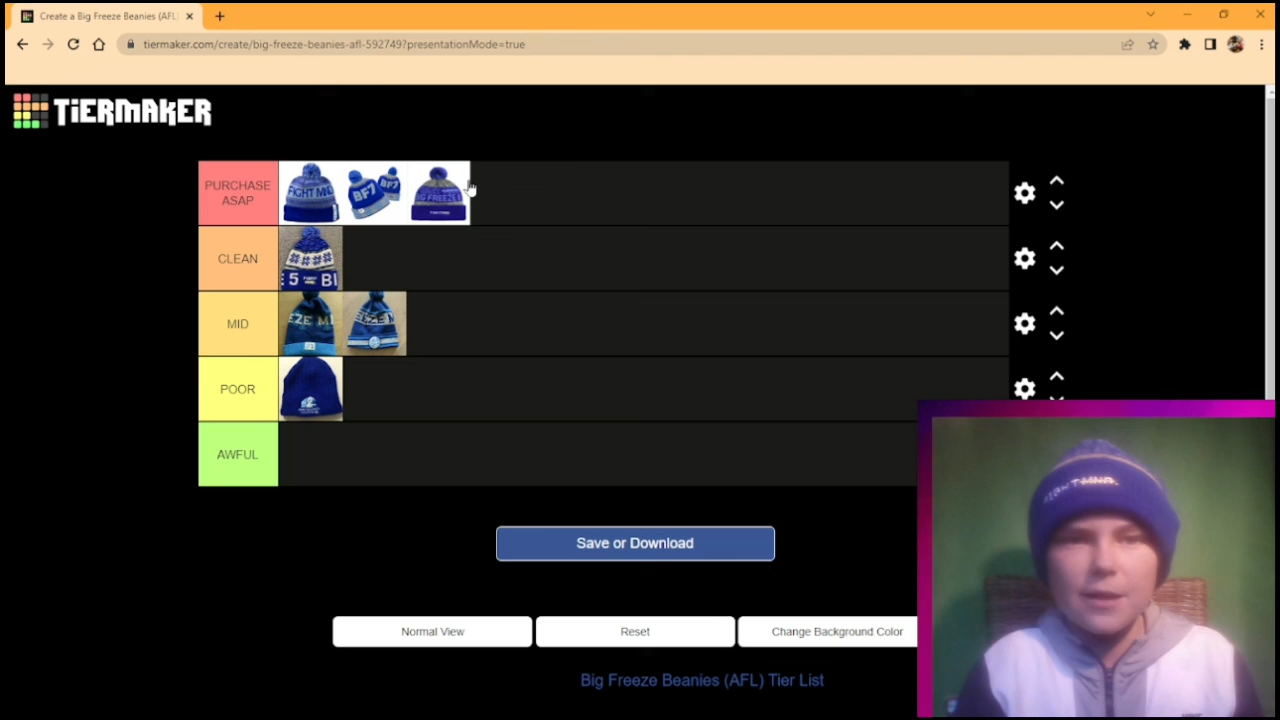 Create a Big Freeze Beanies (AFL)
tiermaker.com/create/big-freeze-beanies-afl-592749?presentationMode=true
TiERMAKER
PURCHASE
ASAP
FIGHT
BF7
BF7
BIG FREEZE
CLEAN
####
5
MID
POOR
AWFUL
Save or Download
Normal View
Reset
Change Background Color
Big Freeze Beanies (AFL) Tier List
FIGHTMND.